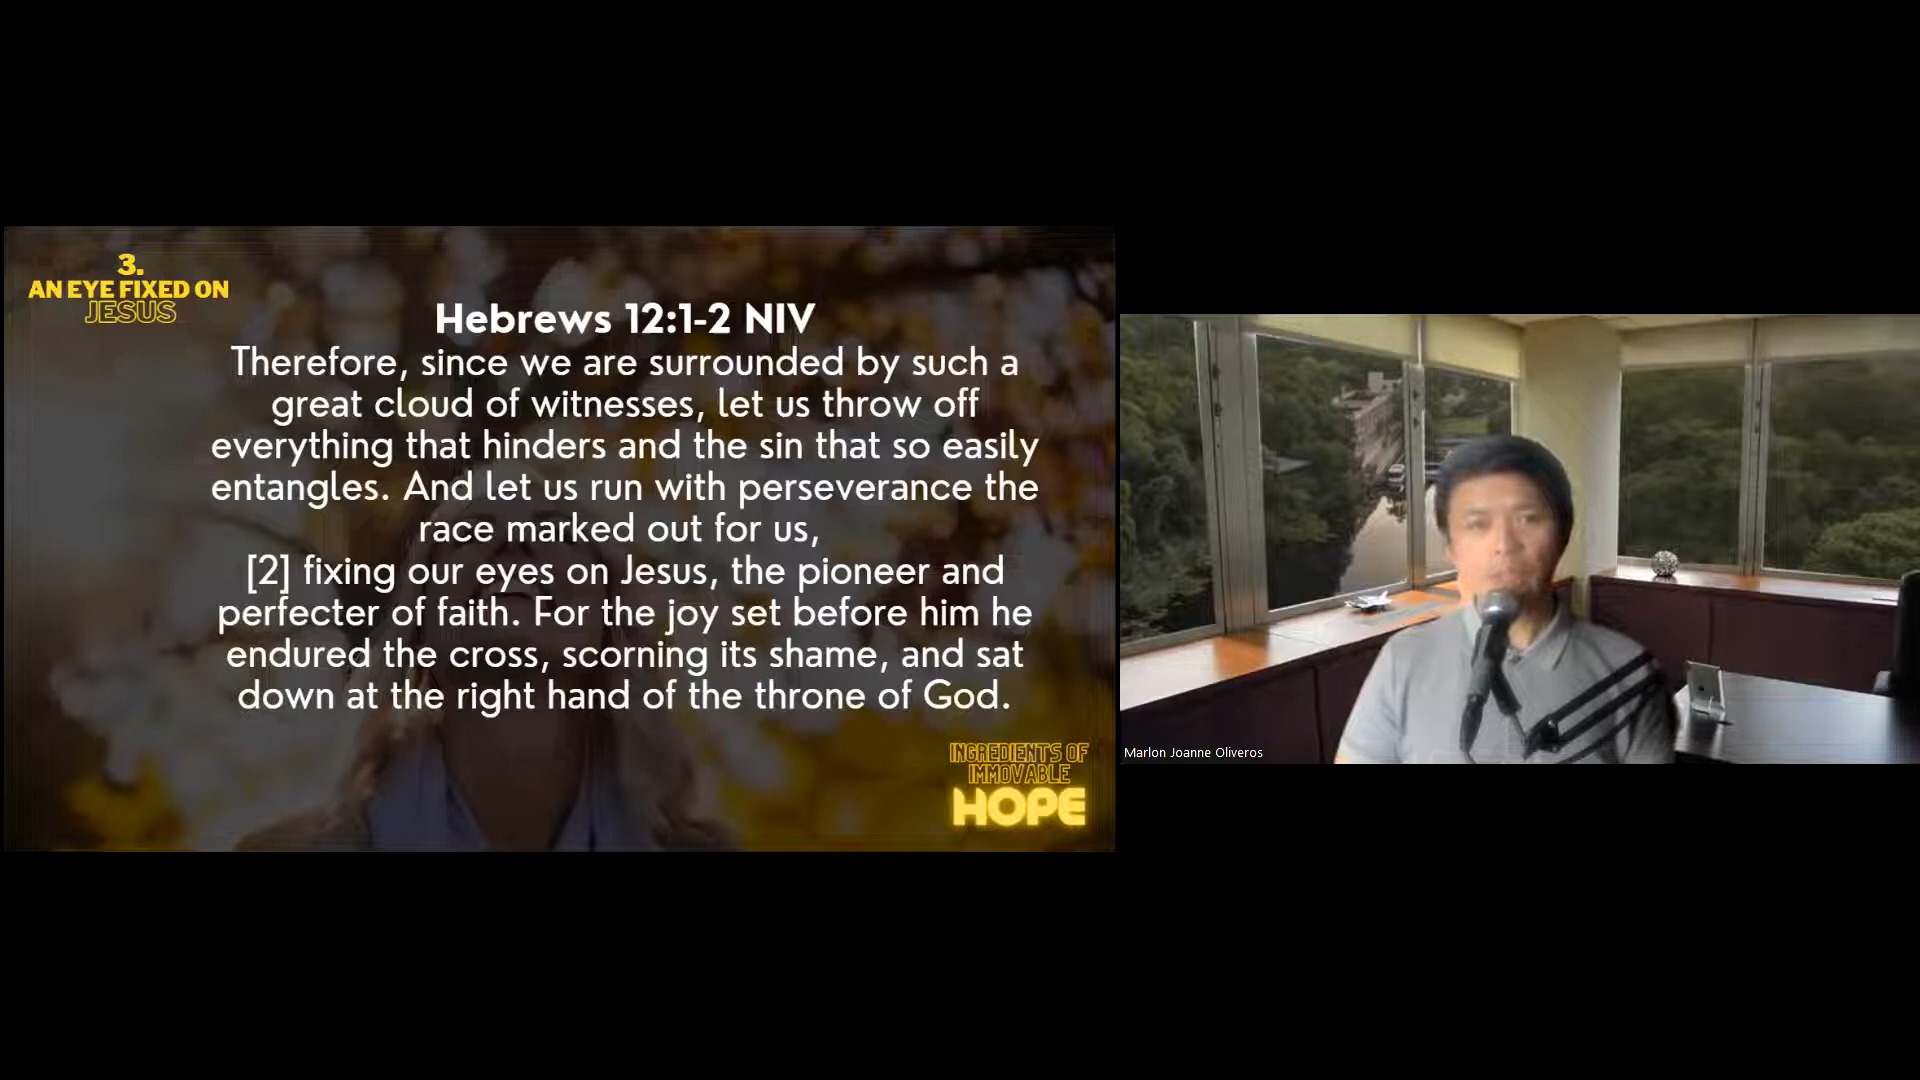 3.
AN EYE FIXED ON
JESUS
Hebrews 12:1-2 NIV
Therefore, since we are surrounded by such a
great cloud of witnesses, let us throw off
everything that hinders and the sin that so easily
entangles. And let us run with perseverance the
race marked out for us,
[2] fixing our eyes on Jesus, the pioneer and
perfecter of faith. For the joy set before him he
endured the cross, scorning its shame, and sat
down at the right hand of the throne of God.
INGREDIENTS OF
IMMOVABLE
HOPE
Marlon Joanne Oliveros